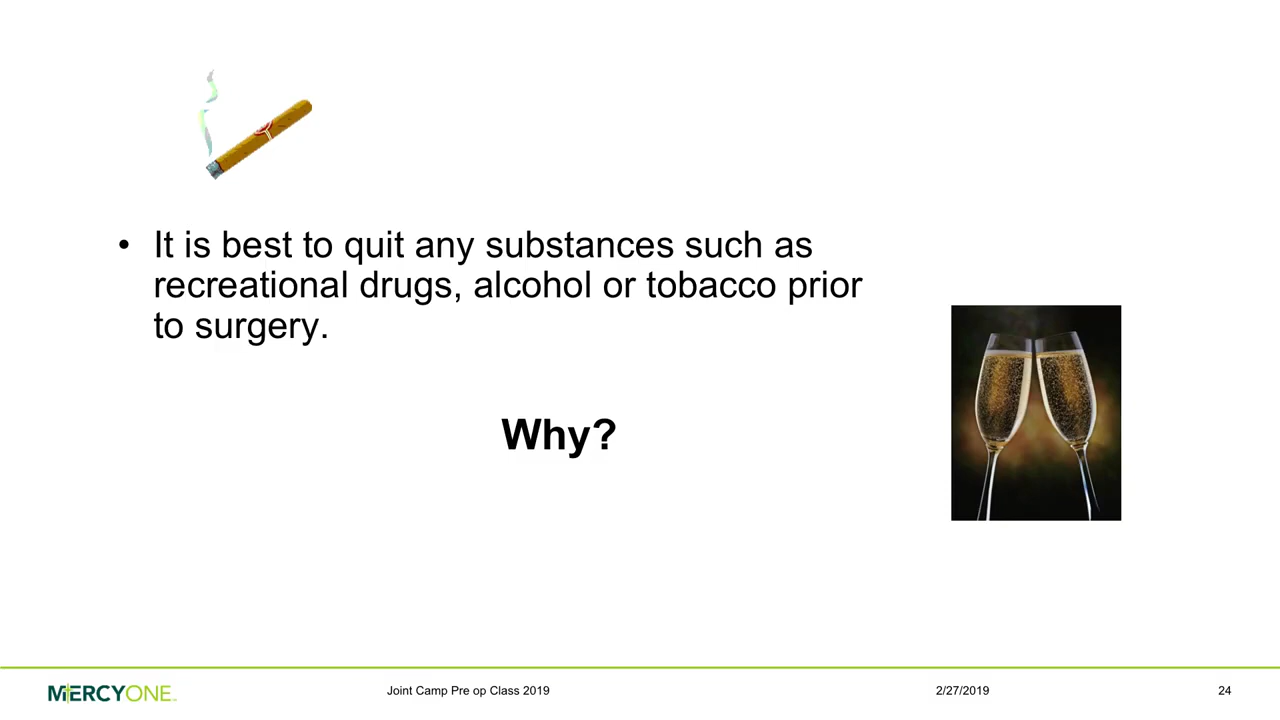 • It is best to quit any substances such as
recreational drugs, alcohol or tobacco prior
to surgery.
Why?
MERCYONE
Joint Camp Pre op Class 2019
2/27/2019
24